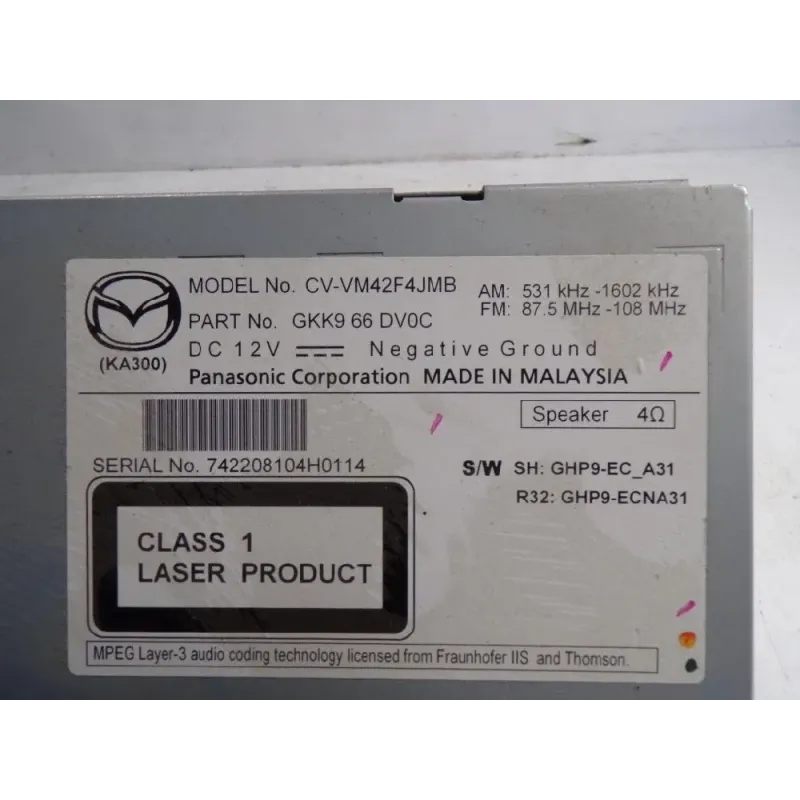 MODEL No. CV-VM42F4JMB
AM: 531 kHz -1602 kHz
FM: 87.5 MHz -108 MHz
PART No. GKK9 66 DV0C
(KA300)
DC 12V Negative Ground
Panasonic Corporation MADE IN MALAYSIA
Speaker 4Ω
SERIAL No. 742208104H0114
S/W SH: GHP9-EC_A31
R32: GHP9-ECNA31
CLASS 1
LASER PRODUCT
MPEG Layer-3 audio coding technology licensed from Fraunhofer IIS and Thomson.